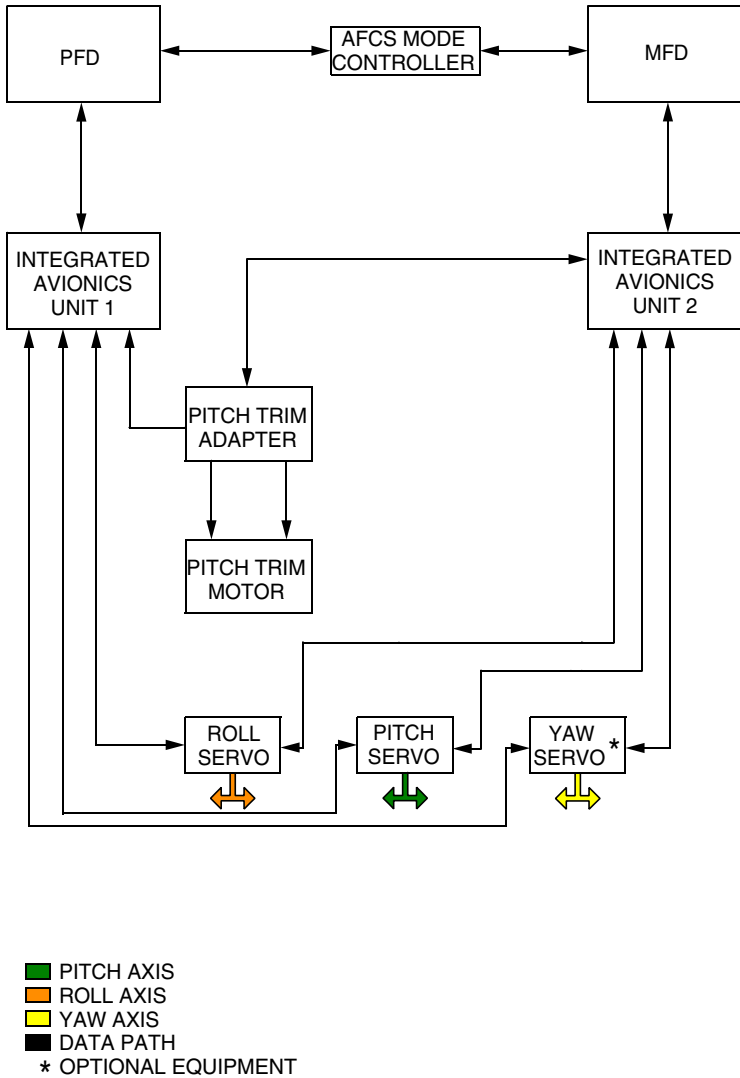 PFD
AFCS MODE
CONTROLLER
MFD
INTEGRATED
AVIONICS
UNIT 1
INTEGRATED
AVIONICS
UNIT 2
PITCH TRIM
ADAPTER
PITCH TRIM
MOTOR
ROLL
SERVO
PITCH
SERVO
YAW
SERVO *
PITCH AXIS
ROLL AXIS
YAW AXIS
DATA PATH
* OPTIONAL EQUIPMENT